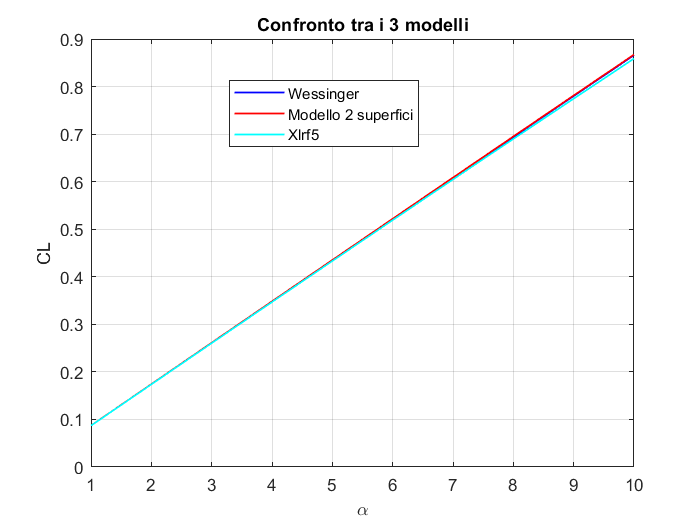 Confronto tra i 3 modelli
0.9
0.8
0.7
0.6
0.5
0.4
0.3
0.2
0.1
0
CL
Wessinger
Modello 2 superfici
Xlrf5
1 2 3 4 5 6 7 8 9 10
α